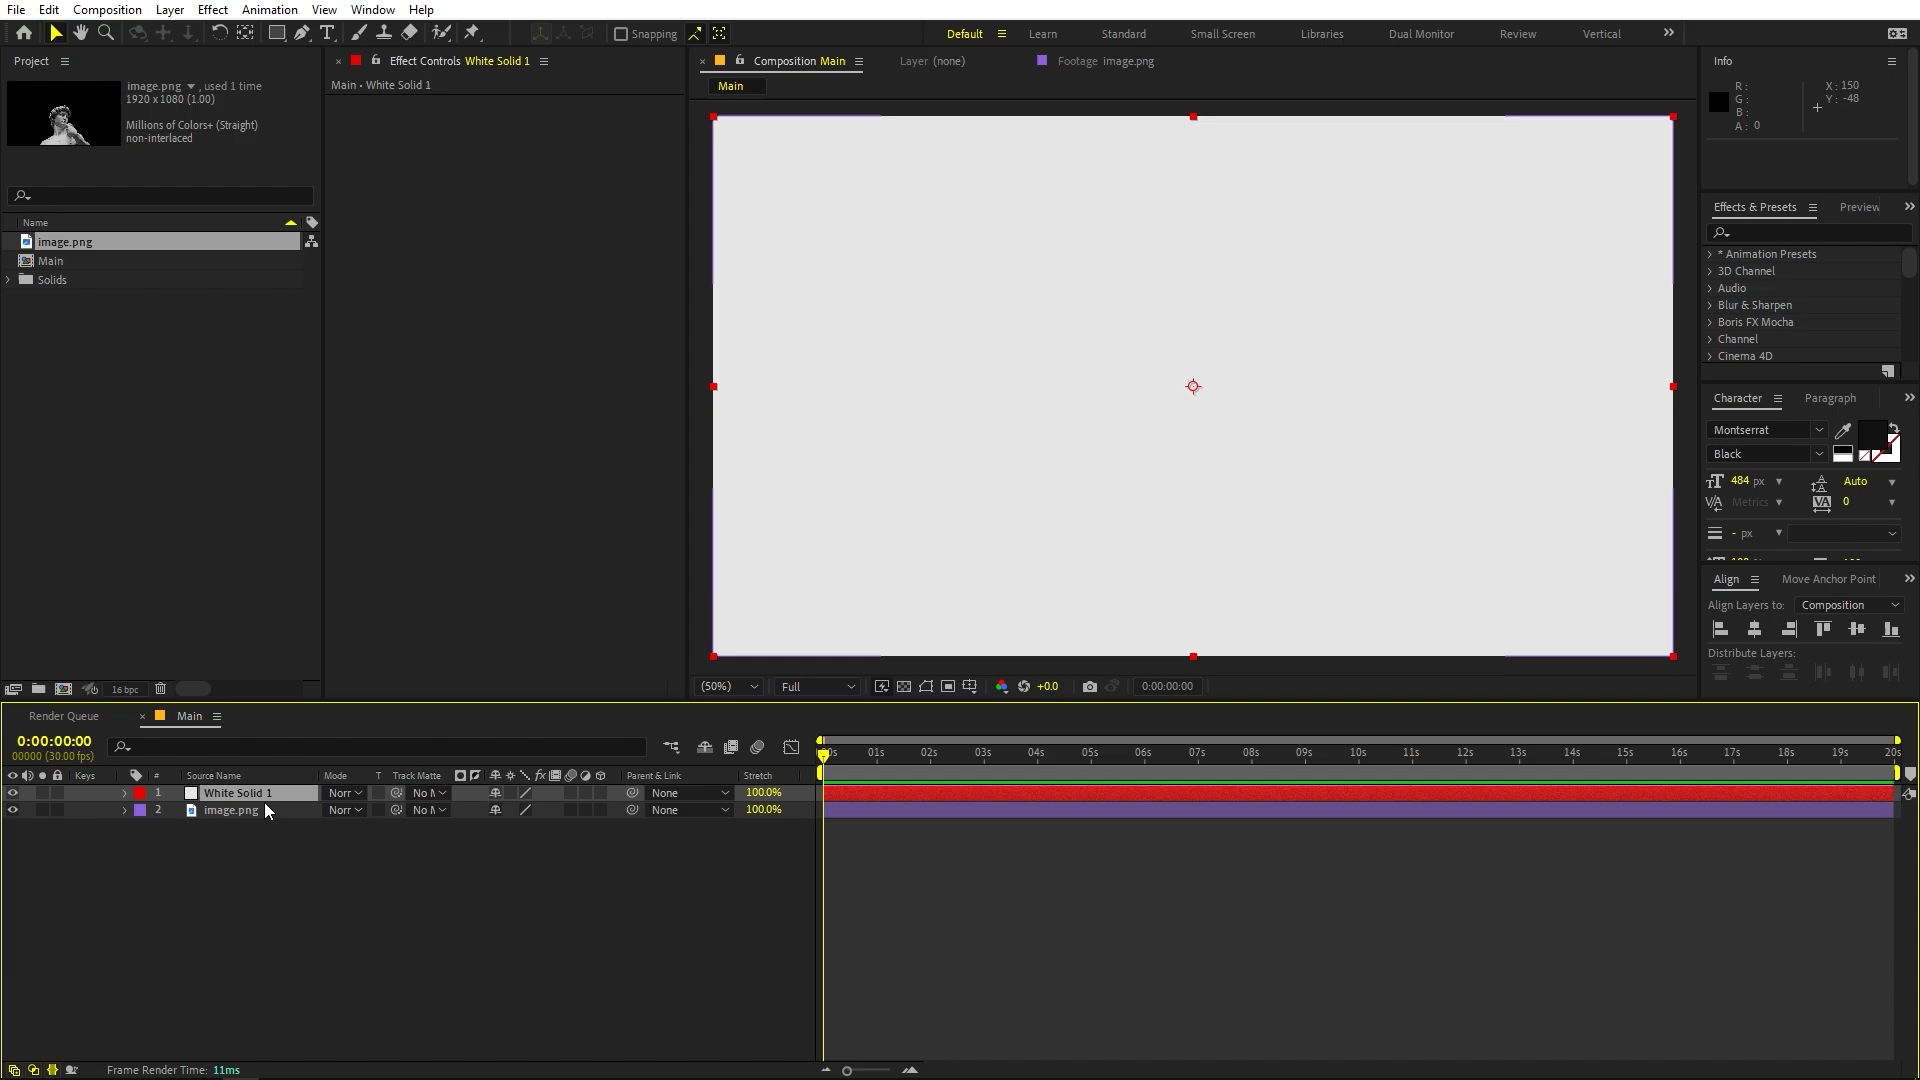 File Edit Composition Layer Effect Animation View Window Help
Snapping
Default Learn Standard Small Screen Libraries Dual Monitor Review Vertical
Project
image.png , used 1 time
1920 x 1080 (1.00)
Millions of Colors+ (Straight)
non-interlaced
Name
image.png
Main
Solids
16 bpc
Effect Controls White Solid 1
Main • White Solid 1
Composition Main
Layer (none)
Footage image.png
Main
(50%)
Full
+0.0
0:00:00:00
Info
R :
G :
B :
A : 0
X : 150
Y : -48
Effects & Presets
Preview
* Animation Presets
3D Channel
Audio
Blur & Sharpen
Boris FX Mocha
Channel
Cinema 4D
Character
Paragraph
Montserrat
Black
484 px
Auto
Metrics
0
- px
Align
Move Anchor Point
Align Layers to: Composition
Distribute Layers:
Render Queue
Main
0:00:00:00
00000 (30.00 fps)
Keys # Source Name Mode T Track Matte Parent & Link Stretch
1 White Solid 1 Norr No None 100.0%
2 image.png Norr No None 100.0%
01s 02s 03s 04s 05s 06s 07s 08s 09s 10s 11s 12s 13s 14s 15s 16s 17s 18s 19s 20s
Frame Render Time: 11ms